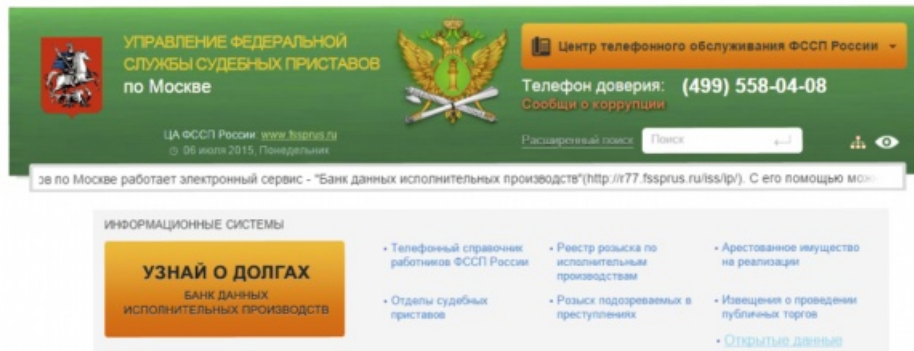 УПРАВЛЕНИЕ ФЕДЕРАЛЬНОЙ
СЛУЖБЫ СУДЕБНЫХ ПРИСТАВОВ
по Москве
ЦА ФССП России: www.fssprus.ru
06 июля 2015, Понедельник
Центр телефонного обслуживания ФССП России
Телефон доверия: (499) 558-04-08
Сообщи о коррупции
Расширенный поиск Поиск
ов по Москве работает электронный сервис - "Банк данных исполнительных производств"(http://r77.fssprus.ru/iss/ip/). С его помощью мож
ИНФОРМАЦИОННЫЕ СИСТЕМЫ
УЗНАЙ О ДОЛГАХ
БАНК ДАННЫХ
ИСПОЛНИТЕЛЬНЫХ ПРОИЗВОДСТВ
• Телефонный справочник
работников ФССП России
• Отделы судебных
приставов
• Реестр розыска по
исполнительным
производствам
• Розыск подозреваемых в
преступлениях
• Арестованное имущество
на реализации
• Извещения о проведении
публичных торгов
• Открытые данные